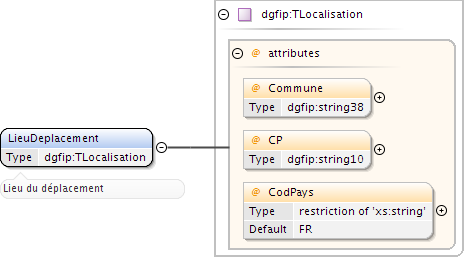 dgfip:TLocalisation
@ attributes
@ Commune
Type dgfip:string38
@ CP
Type dgfip:string10
@ CodPays
Type restriction of 'xs:string'
Default FR
LieuDeplacement
Type dgfip:TLocalisation
Lieu du déplacement